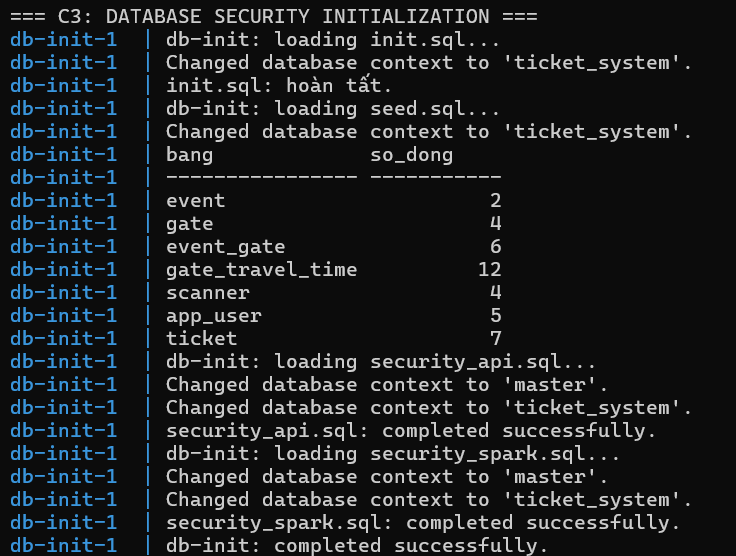 === C3: DATABASE SECURITY INITIALIZATION ===
db-init-1  | db-init: loading init.sql...
db-init-1  | Changed database context to 'ticket_system'.
db-init-1  | init.sql: hoàn tất.
db-init-1  | db-init: loading seed.sql...
db-init-1  | Changed database context to 'ticket_system'.
db-init-1  | bang             so_dong
db-init-1  | ---------------- -----------
db-init-1  | event                      2
db-init-1  | gate                       4
db-init-1  | event_gate                 6
db-init-1  | gate_travel_time          12
db-init-1  | scanner                    4
db-init-1  | app_user                   5
db-init-1  | ticket                     7
db-init-1  | db-init: loading security_api.sql...
db-init-1  | Changed database context to 'master'.
db-init-1  | Changed database context to 'ticket_system'.
db-init-1  | security_api.sql: completed successfully.
db-init-1  | db-init: loading security_spark.sql...
db-init-1  | Changed database context to 'master'.
db-init-1  | Changed database context to 'ticket_system'.
db-init-1  | security_spark.sql: completed successfully.
db-init-1  | db-init: completed successfully.